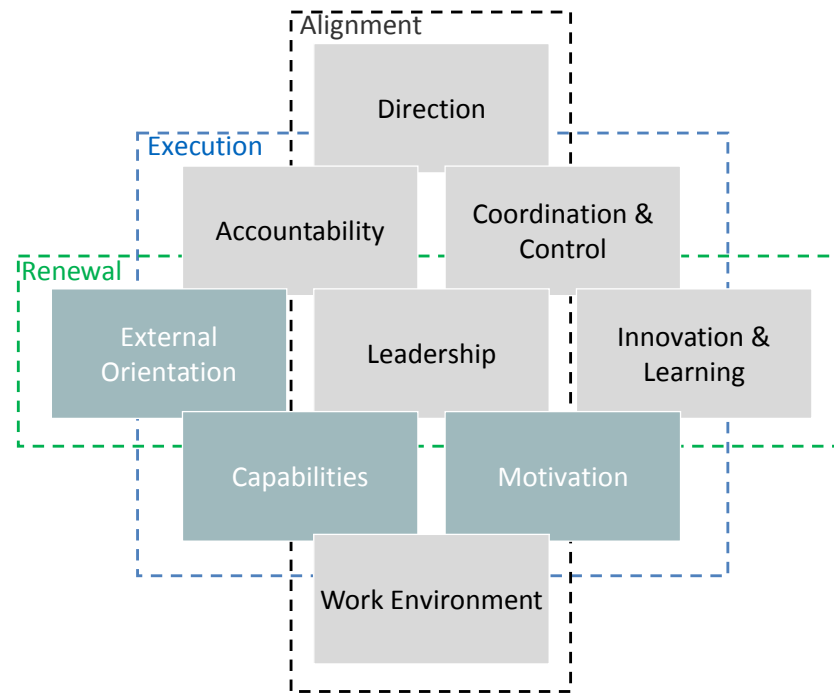 Alignment
Direction
Execution
Accountability
Coordination &
Control
Renewal
External
Orientation
Leadership
Innovation &
Learning
Capabilities
Motivation
Work Environment